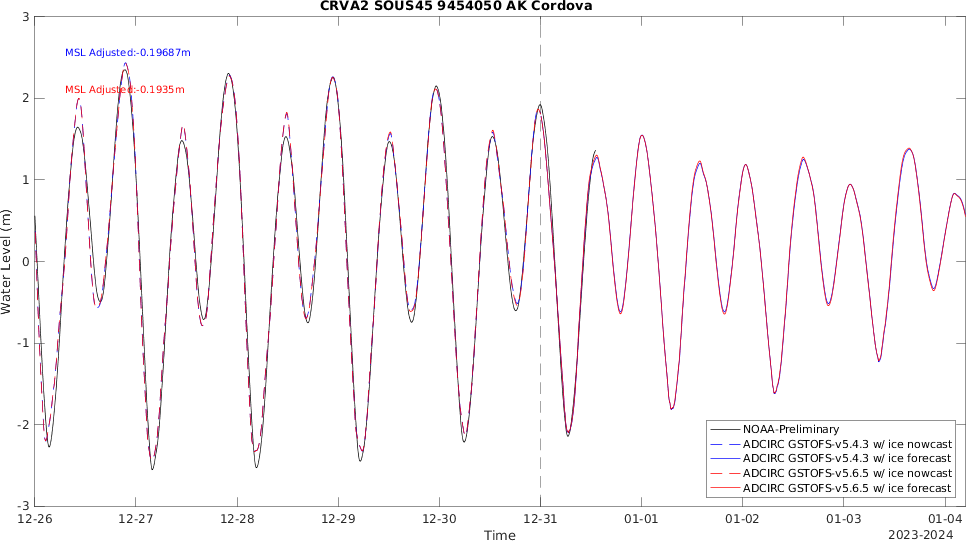 CRVA2 SOUS45 9454050 AK Cordova
MSL Adjusted:-0.19687m
MSL Adjusted:-0.1935m
3
2
1
0
-1
-2
-3
Water Level (m)
NOAA-Preliminary
ADCIRC GSTOFS-v5.4.3 w/ ice nowcast
ADCIRC GSTOFS-v5.4.3 w/ ice forecast
ADCIRC GSTOFS-v5.6.5 w/ ice nowcast
ADCIRC GSTOFS-v5.6.5 w/ ice forecast
12-26 12-27 12-28 12-29 12-30 12-31 01-01 01-02 01-03 01-04
Time
2023-2024